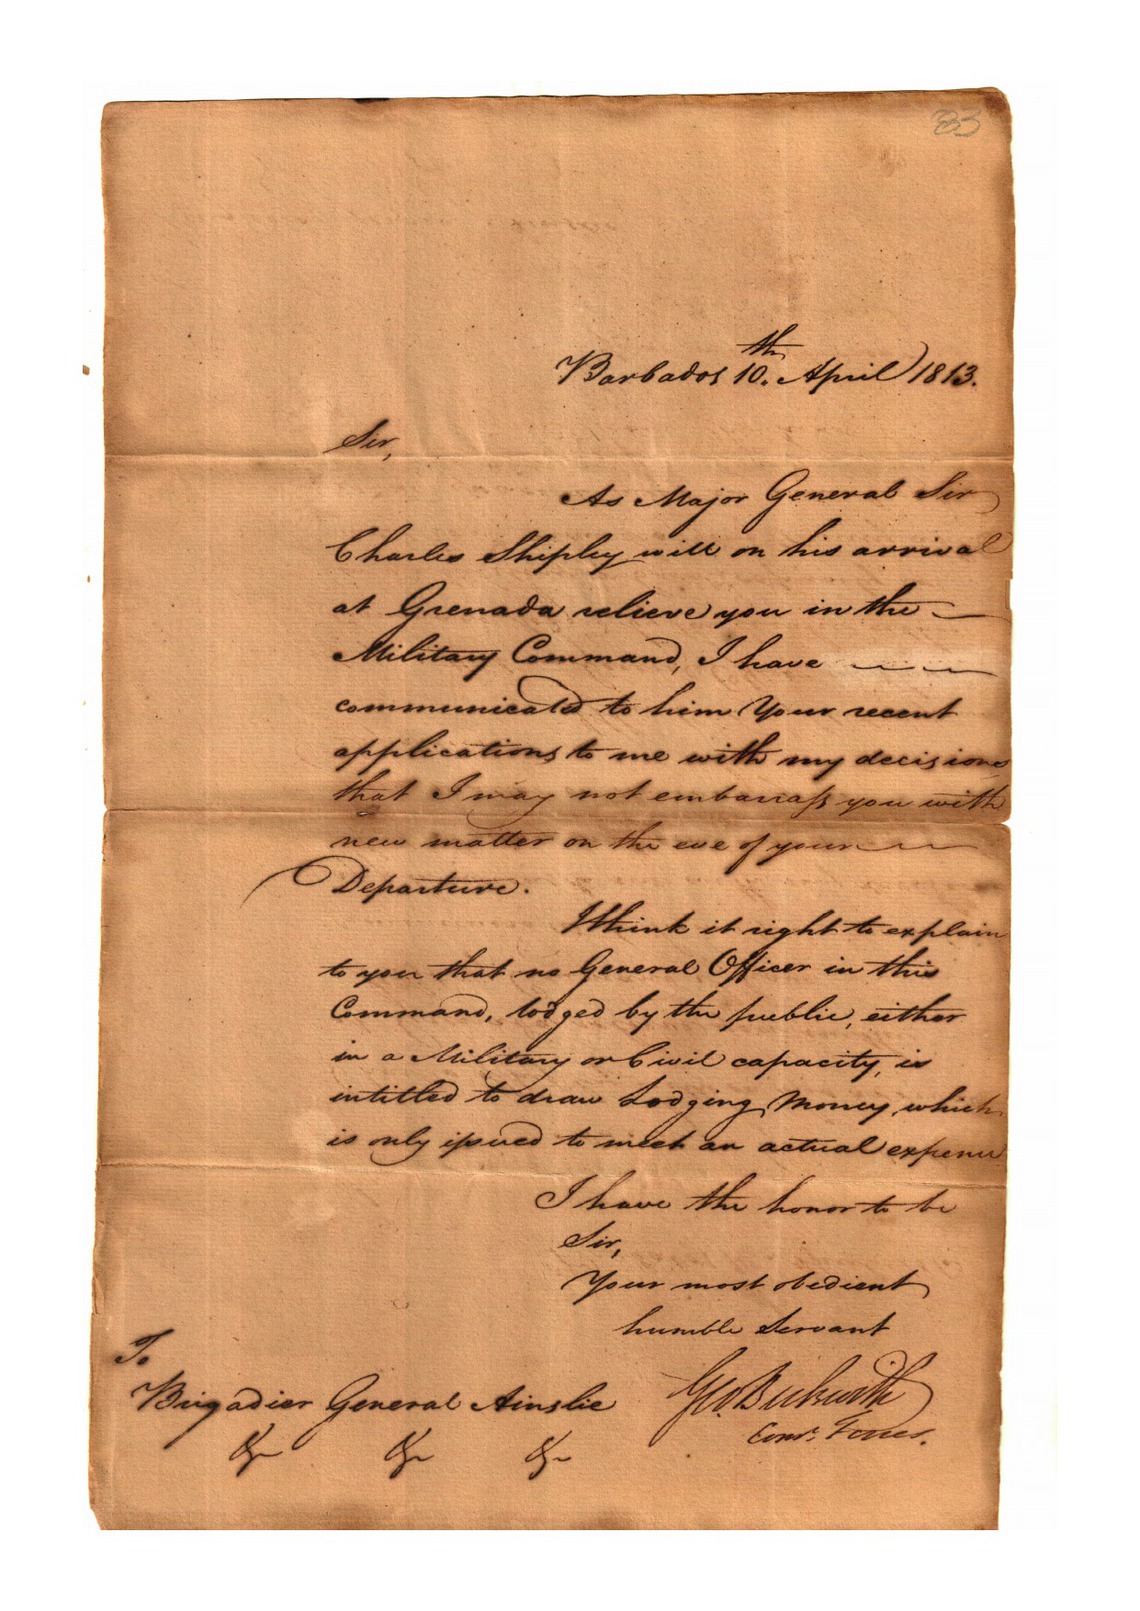 83
Barbados 10.th April 1813.
Sir,
As Major General Sir
Charles Shipley will on his arrival
at Grenada relieve you in the
Military Command, I have
communicated to him Your recent
applications to me with my decisions
that I may not embarrass you with
new matter on the eve of your
Departure.
I think it right to explain
to you that no General Officer in this
Command, lodged by the public, either
in a Military or Civil capacity, is
intitled to draw Lodging Money, which
is only issued to meet an actual expence
I have the honor to be
Sir,
Your most obedient
humble Servant
Geo. Beckwith
Comr. Forces.
To
Brigadier General Ainslie
&c &c &c